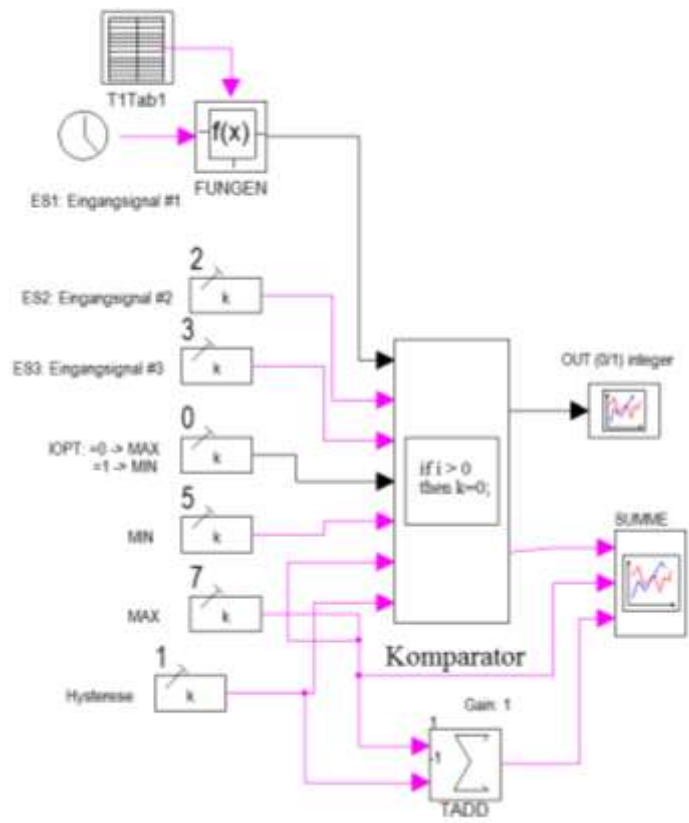 T1Tab1
f(x)
FUNGEN
ES1: Eingangsignal #1
2
ES2: Eingangsignal #2
k
3
ES3: Eingangsignal #3
k
OUT (0/1) integer
0
IOPT: =0 -> MAX
=1 -> MIN
k
if i > 0
then k=0;
5
MIN
k
SUMME
7
MAX
k
Komparator
1
Hysterese
k
Gain: 1
1
-1
TADD